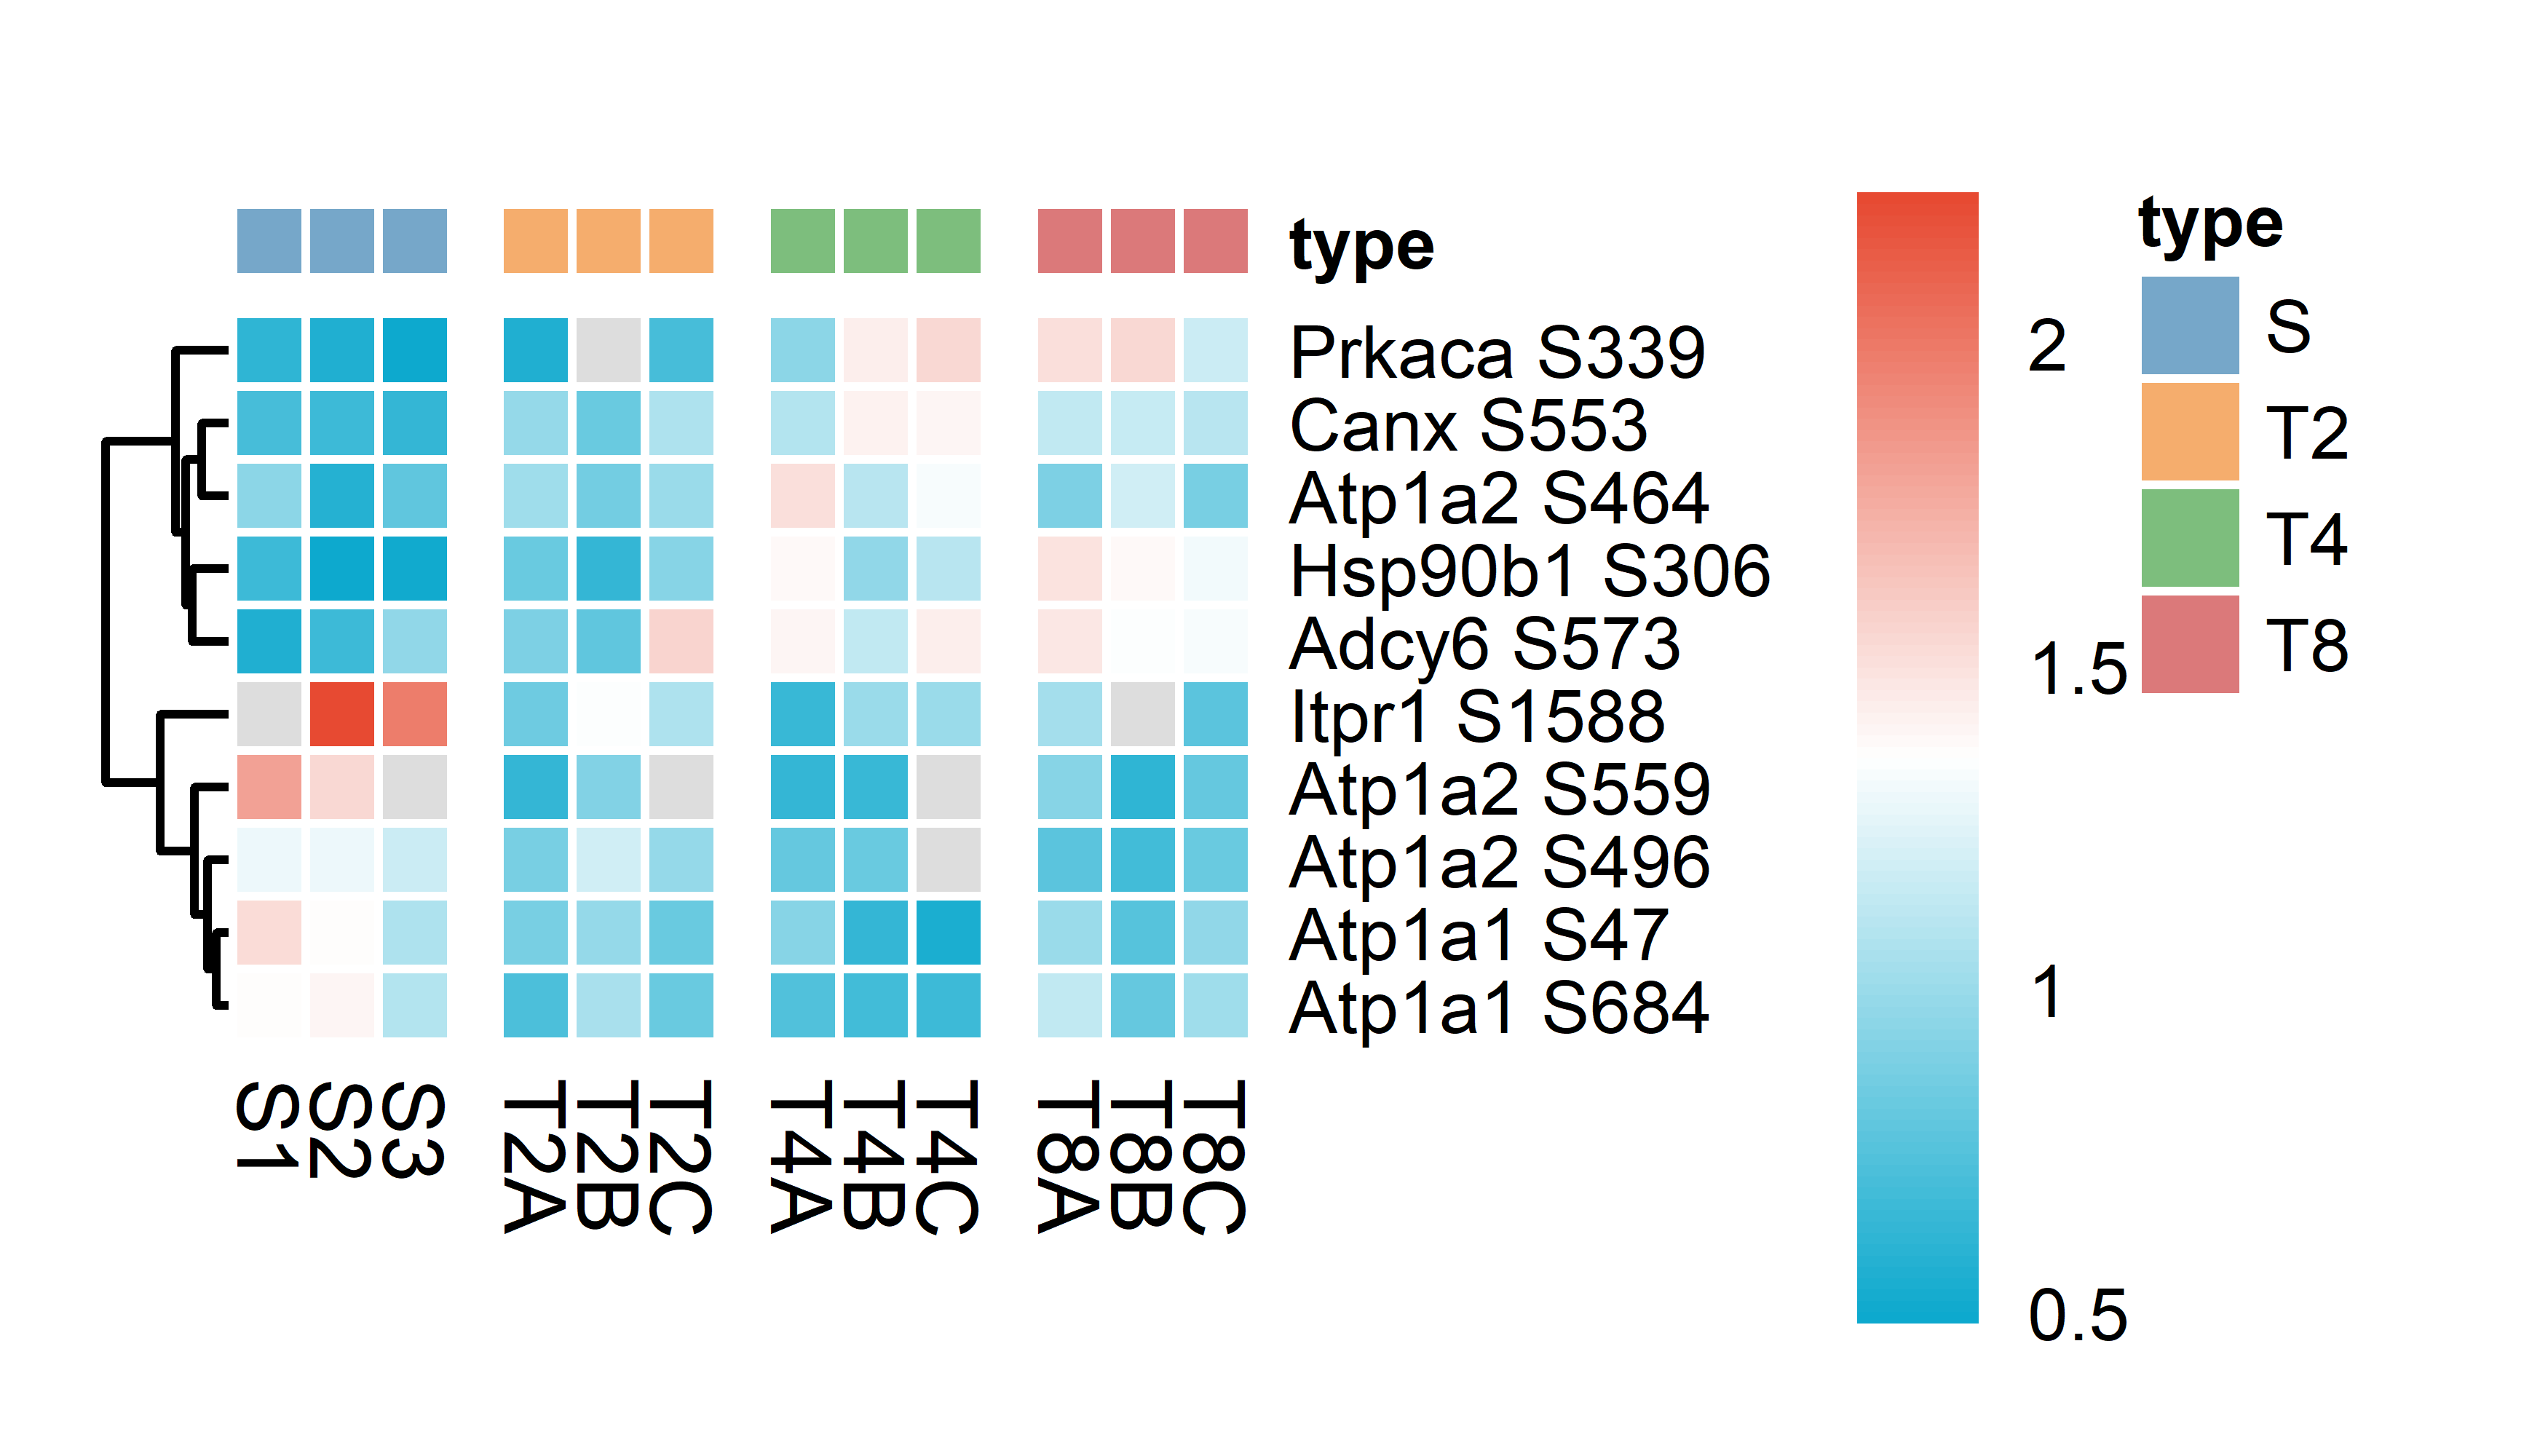 type
Prkaca S339
Canx S553
Atp1a2 S464
Hsp90b1 S306
Adcy6 S573
Itpr1 S1588
Atp1a2 S559
Atp1a2 S496
Atp1a1 S47
Atp1a1 S684
S1
S2
S3
T2A
T2B
T2C
T4A
T4B
T4C
T8A
T8B
T8C
2
1.5
1
0.5
type
S
T2
T4
T8